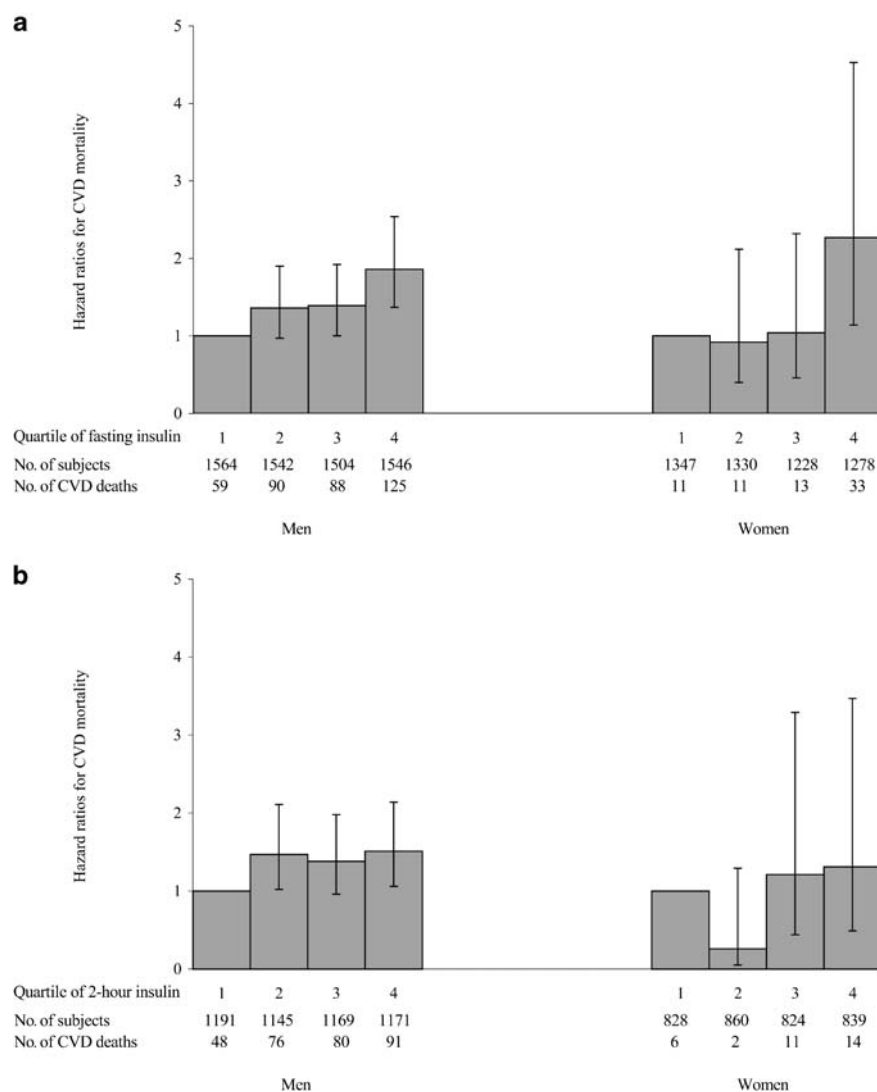 a
5
4
3
2
1
0
Hazard ratios for CVD mortality
Quartile of fasting insulin 1 2 3 4 1 2 3 4
No. of subjects 1564 1542 1504 1546 1347 1330 1228 1278
No. of CVD deaths 59 90 88 125 11 11 13 33
Men Women
b
5
4
3
2
1
0
Hazard ratios for CVD mortality
Quartile of 2-hour insulin 1 2 3 4 1 2 3 4
No. of subjects 1191 1145 1169 1171 828 860 824 839
No. of CVD deaths 48 76 80 91 6 2 11 14
Men Women